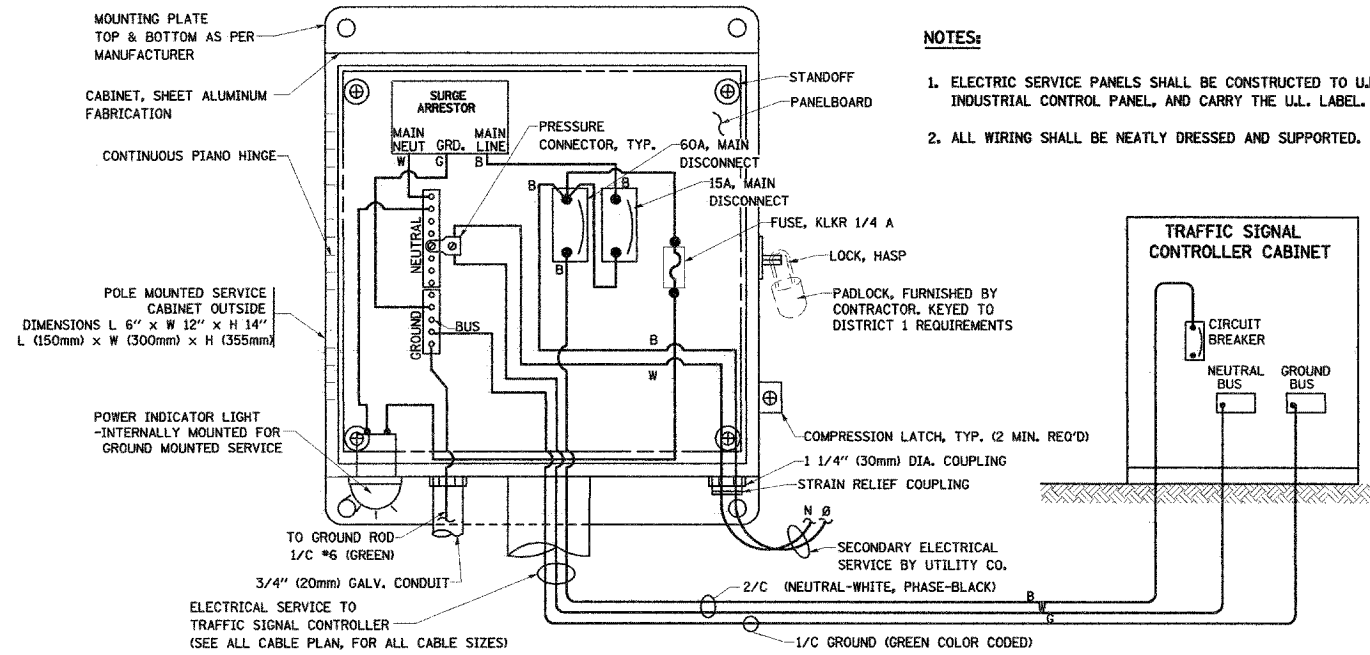 MOUNTING PLATE
TOP & BOTTOM AS PER
MANUFACTURER
CABINET, SHEET ALUMINUM
FABRICATION
CONTINUOUS PIANO HINGE
POLE MOUNTED SERVICE
CABINET OUTSIDE
DIMENSIONS L 6" x W 12" x H 14"
L (150mm) x W (300mm) x H (355mm)
POWER INDICATOR LIGHT
-INTERNALLY MOUNTED FOR
GROUND MOUNTED SERVICE
SURGE
ARRESTOR
MAIN
NEUT
GRD.
MAIN
LINE
W
G
B
PRESSURE
CONNECTOR, TYP.
STANDOFF
PANELBOARD
60A, MAIN
DISCONNECT
15A, MAIN
DISCONNECT
B
B
B
FUSE, KLKR 1/4 A
LOCK, HASP
PADLOCK, FURNISHED BY
CONTRACTOR. KEYED TO
DISTRICT 1 REQUIREMENTS
NEUTRAL
GROUND
BUS
B
W
COMPRESSION LATCH, TYP. (2 MIN. REQ'D)
1 1/4" (30mm) DIA. COUPLING
STRAIN RELIEF COUPLING
N Ø
SECONDARY ELECTRICAL
SERVICE BY UTILITY CO.
TO GROUND ROD
1/C #6 (GREEN)
3/4" (20mm) GALV. CONDUIT
ELECTRICAL SERVICE TO
TRAFFIC SIGNAL CONTROLLER
(SEE ALL CABLE PLAN, FOR ALL CABLE SIZES)
2/C (NEUTRAL-WHITE, PHASE-BLACK)
B
W
G
1/C GROUND (GREEN COLOR CODED)
NOTES:
1. ELECTRIC SERVICE PANELS SHALL BE CONSTRUCTED TO U.
INDUSTRIAL CONTROL PANEL, AND CARRY THE U.L. LABEL.
2. ALL WIRING SHALL BE NEATLY DRESSED AND SUPPORTED.
TRAFFIC SIGNAL
CONTROLLER CABINET
CIRCUIT
BREAKER
NEUTRAL
BUS
GROUND
BUS